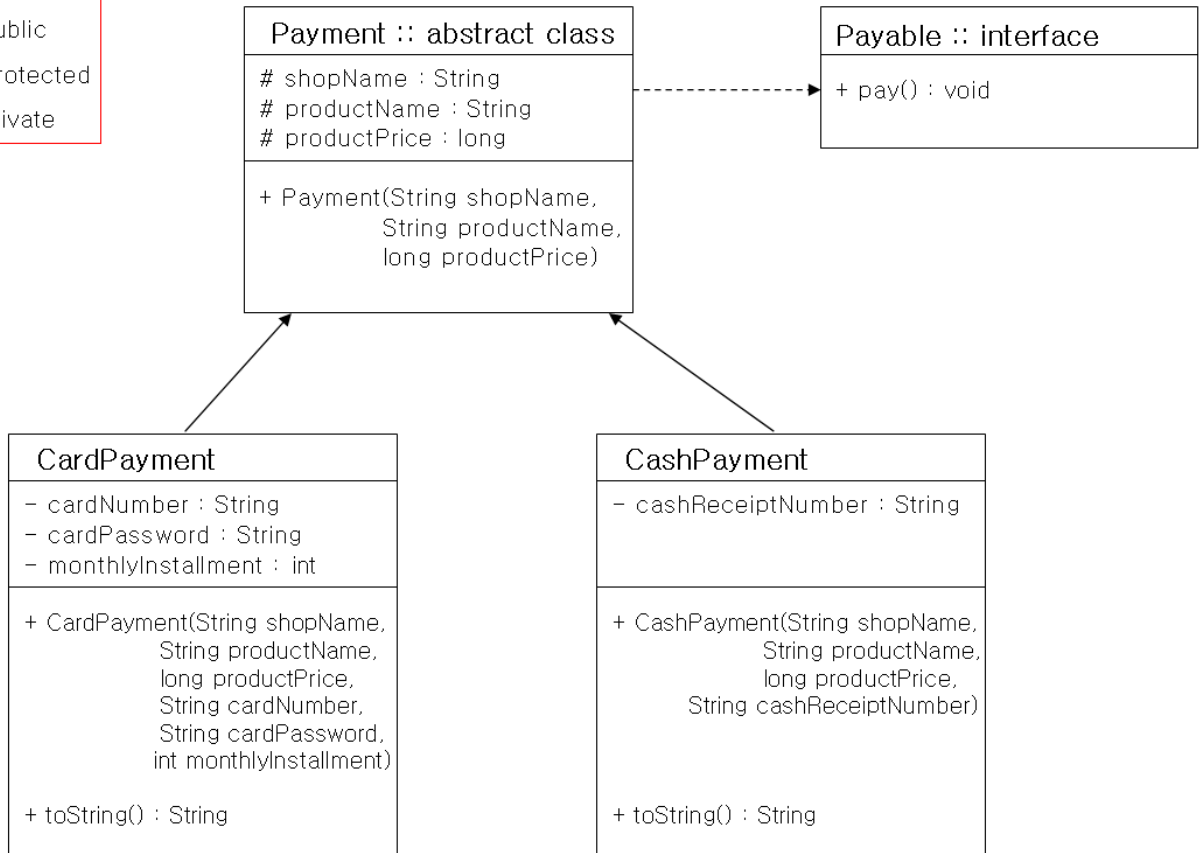 ublic
rotected
ivate
Payment :: abstract class
# shopName : String
# productName : String
# productPrice : long
+ Payment(String shopName,
String productName,
long productPrice)
Payable :: interface
+ pay() : void
CardPayment
- cardNumber : String
- cardPassword : String
- monthlyInstallment : int
+ CardPayment(String shopName,
String productName,
long productPrice,
String cardNumber,
String cardPassword,
int monthlyInstallment)
+ toString() : String
CashPayment
- cashReceiptNumber : String
+ CashPayment(String shopName,
String productName,
long productPrice,
String cashReceiptNumber)
+ toString() : String